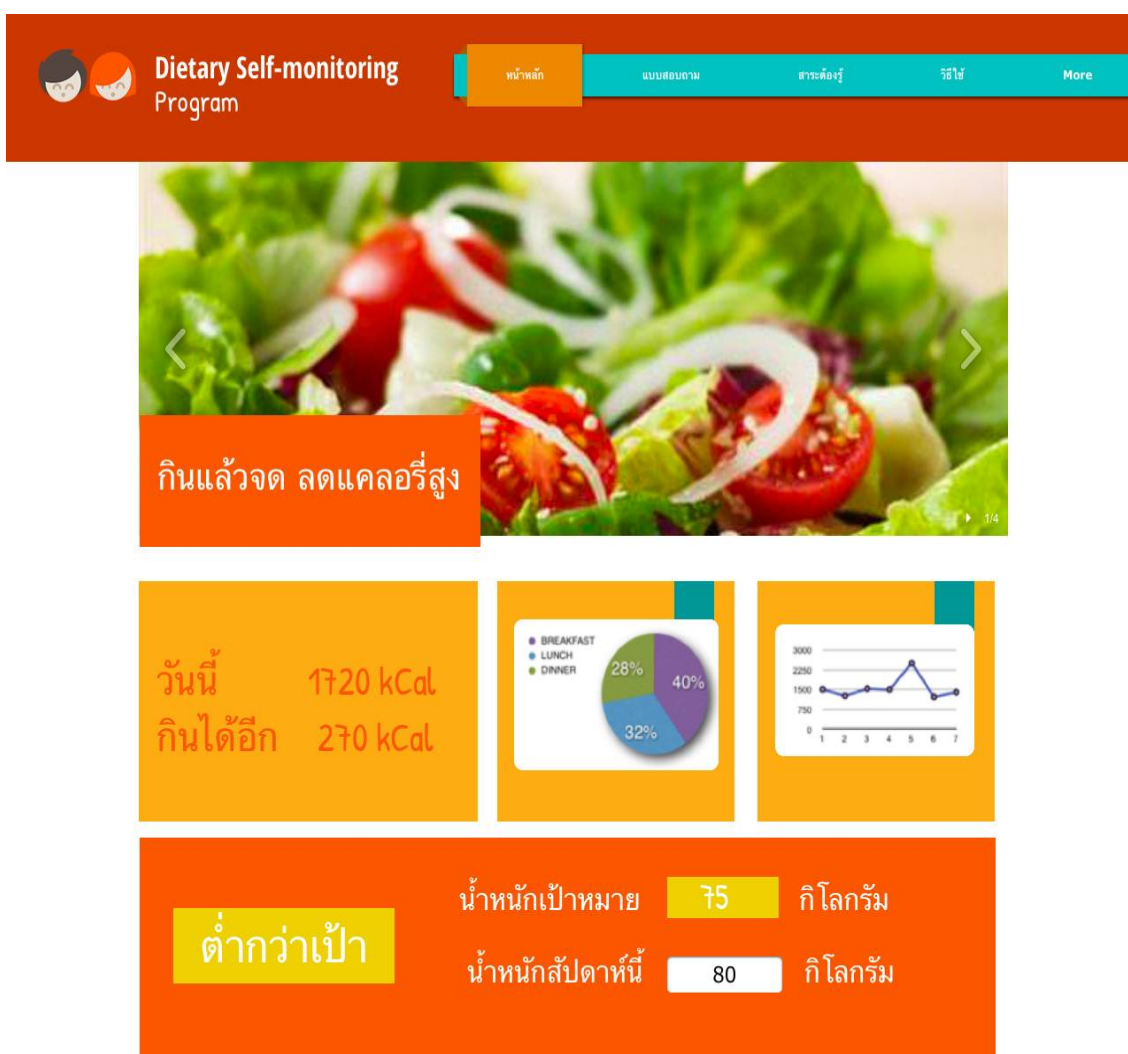 Dietary Self-monitoring
Program
หน้าหลัก แบบสอบถาม สาระต้องรู้ วิธีใช้ More
กินแล้วจด ลดแคลอรี่สูง
1/4
วันนี้ 1720 kCal
กินได้อีก 270 kCal
BREAKFAST
LUNCH
DINNER
28%
40%
32%
3000
2250
1500
750
0
1 2 3 4 5 6 7
น้ำหนักเป้าหมาย 75 กิโลกรัม
ต่ำกว่าเป้า
น้ำหนักสัปดาห์นี้ 80 กิโลกรัม